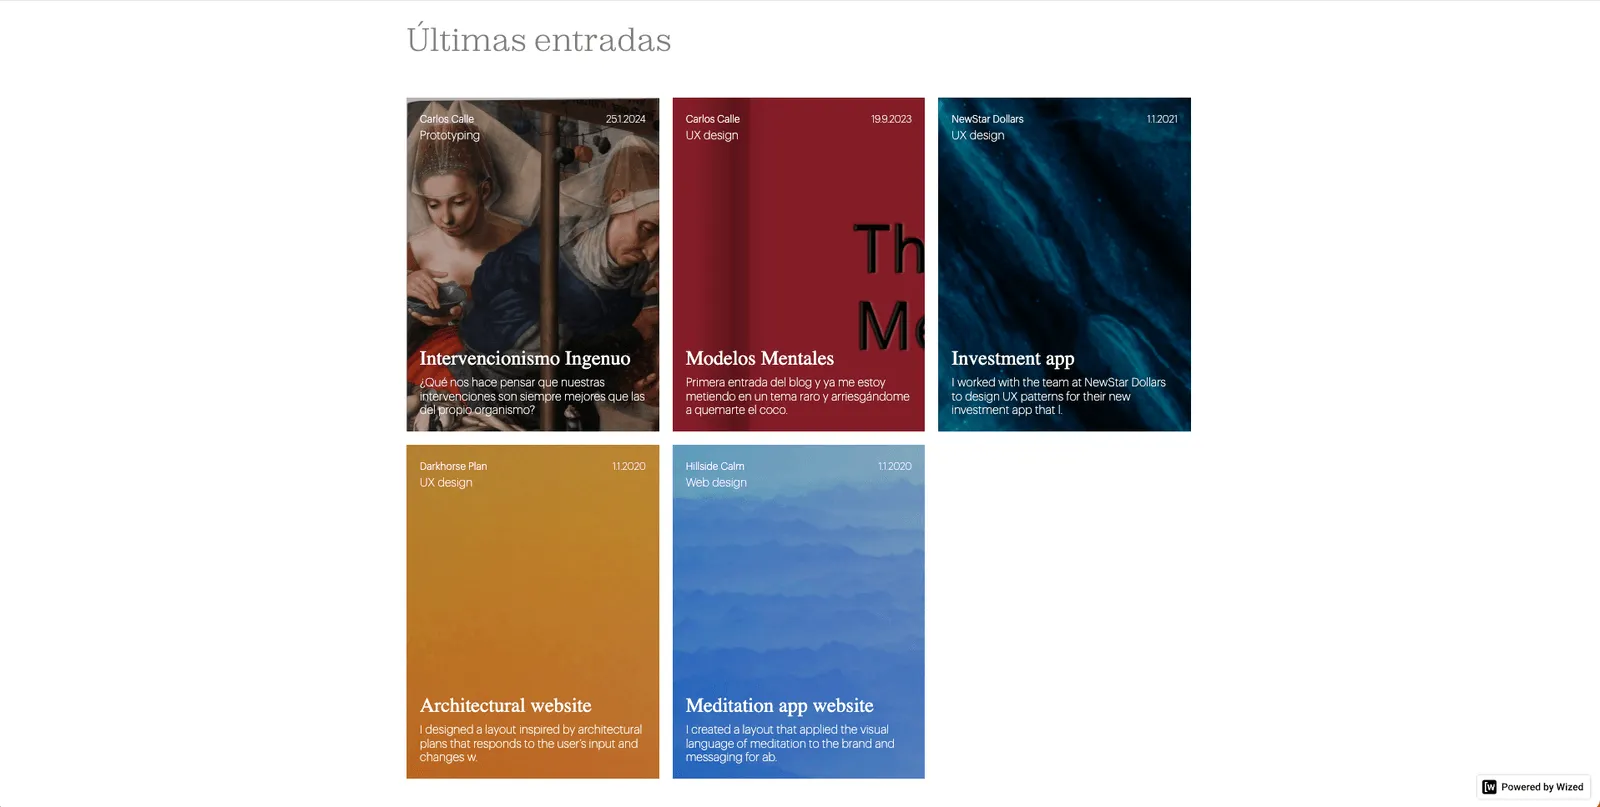 Últimas entradas
Carlos Calle 25.1.2024
Prototyping
Intervencionismo Ingenuo
¿Qué nos hace pensar que nuestras
intervenciones son siempre mejores que las
del propio organismo?
Carlos Calle 19.9.2023
UX design
Th
Me
Modelos Mentales
Primera entrada del blog y ya me estoy
metiendo en un tema raro y arriesgándome
a quemarte el coco.
NewStar Dollars 1.1.2021
UX design
Investment app
I worked with the team at NewStar Dollars
to design UX patterns for their new
investment app that l.
Darkhorse Plan 1.1.2020
UX design
Architectural website
I designed a layout inspired by architectural
plans that responds to the user's input and
changes w.
Hillside Calm 1.1.2020
Web design
Meditation app website
I created a layout that applied the visual
language of meditation to the brand and
messaging for ab.
[w Powered by Wized